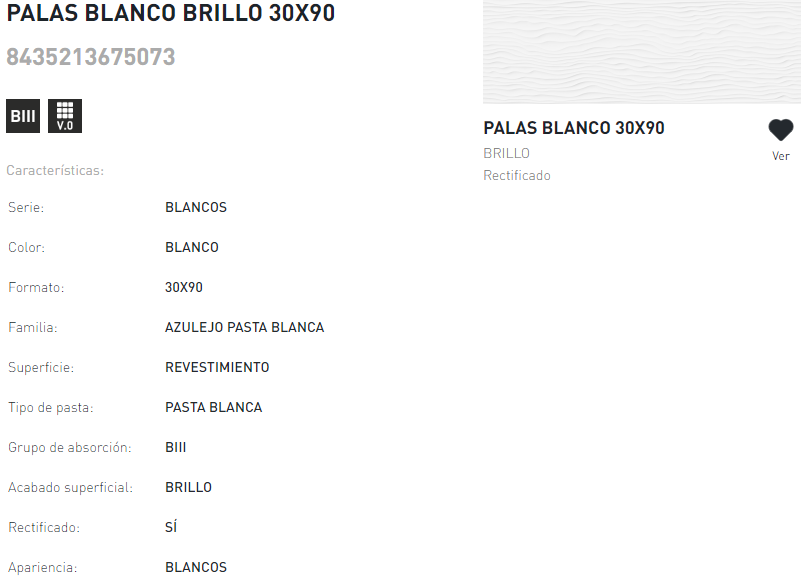 PALAS BLANCO BRILLO 30X90
8435213675073
BIII
V.0
Características:
Serie: BLANCOS
Color: BLANCO
Formato: 30X90
Familia: AZULEJO PASTA BLANCA
Superficie: REVESTIMIENTO
Tipo de pasta: PASTA BLANCA
Grupo de absorción: BIII
Acabado superficial: BRILLO
Rectificado: SÍ
Apariencia: BLANCOS
PALAS BLANCO 30X90
BRILLO
Rectificado
Ver